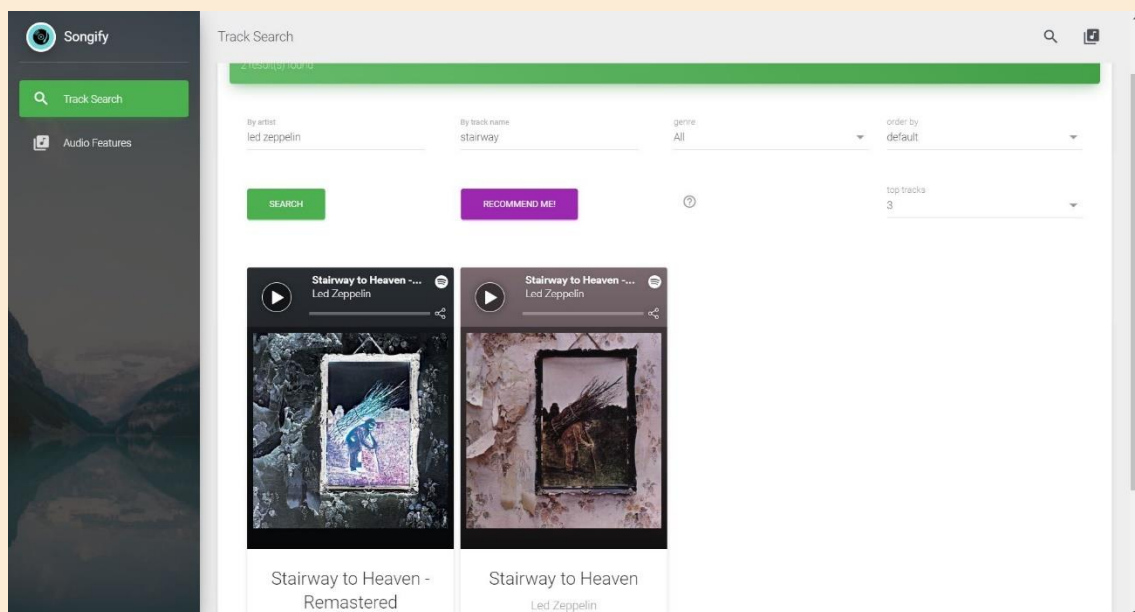 Songify
Track Search
Audio Features
Track Search
2 result(s) found
By artist
led zeppelin
By track name
stairway
genre
All
order by
default
SEARCH
RECOMMEND ME!
top tracks
3
Stairway to Heaven -...
Led Zeppelin
Stairway to Heaven -...
Led Zeppelin
Stairway to Heaven -
Remastered
Stairway to Heaven
Led Zeppelin